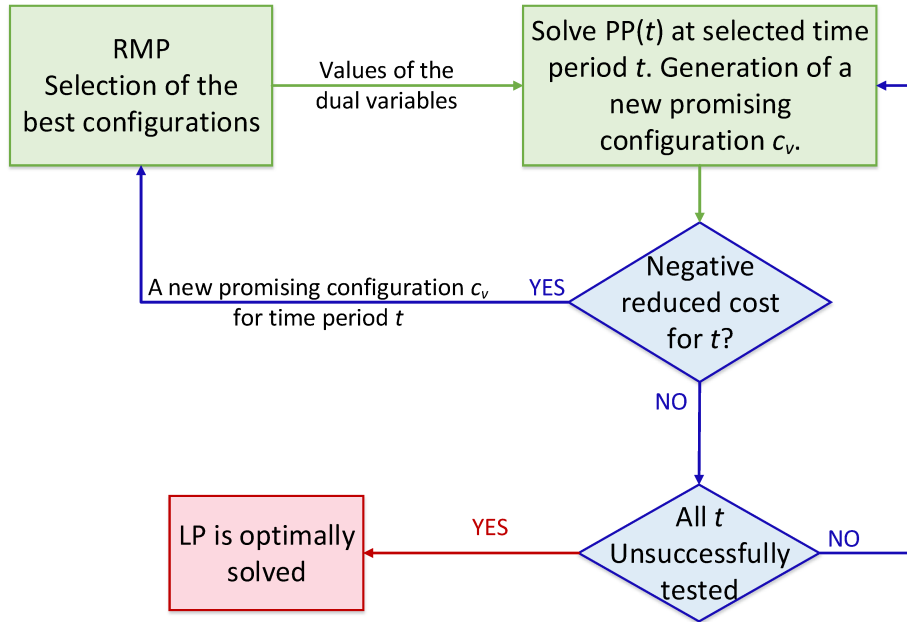 RMP
Selection of the
best configurations
Values of the
dual variables
Solve PP(t) at selected time
period t. Generation of a
new promising
configuration cᵥ.
Negative
reduced cost
for t?
YES
A new promising configuration cᵥ
for time period t
NO
All t
Unsuccessfully
tested
NO
YES
LP is optimally
solved